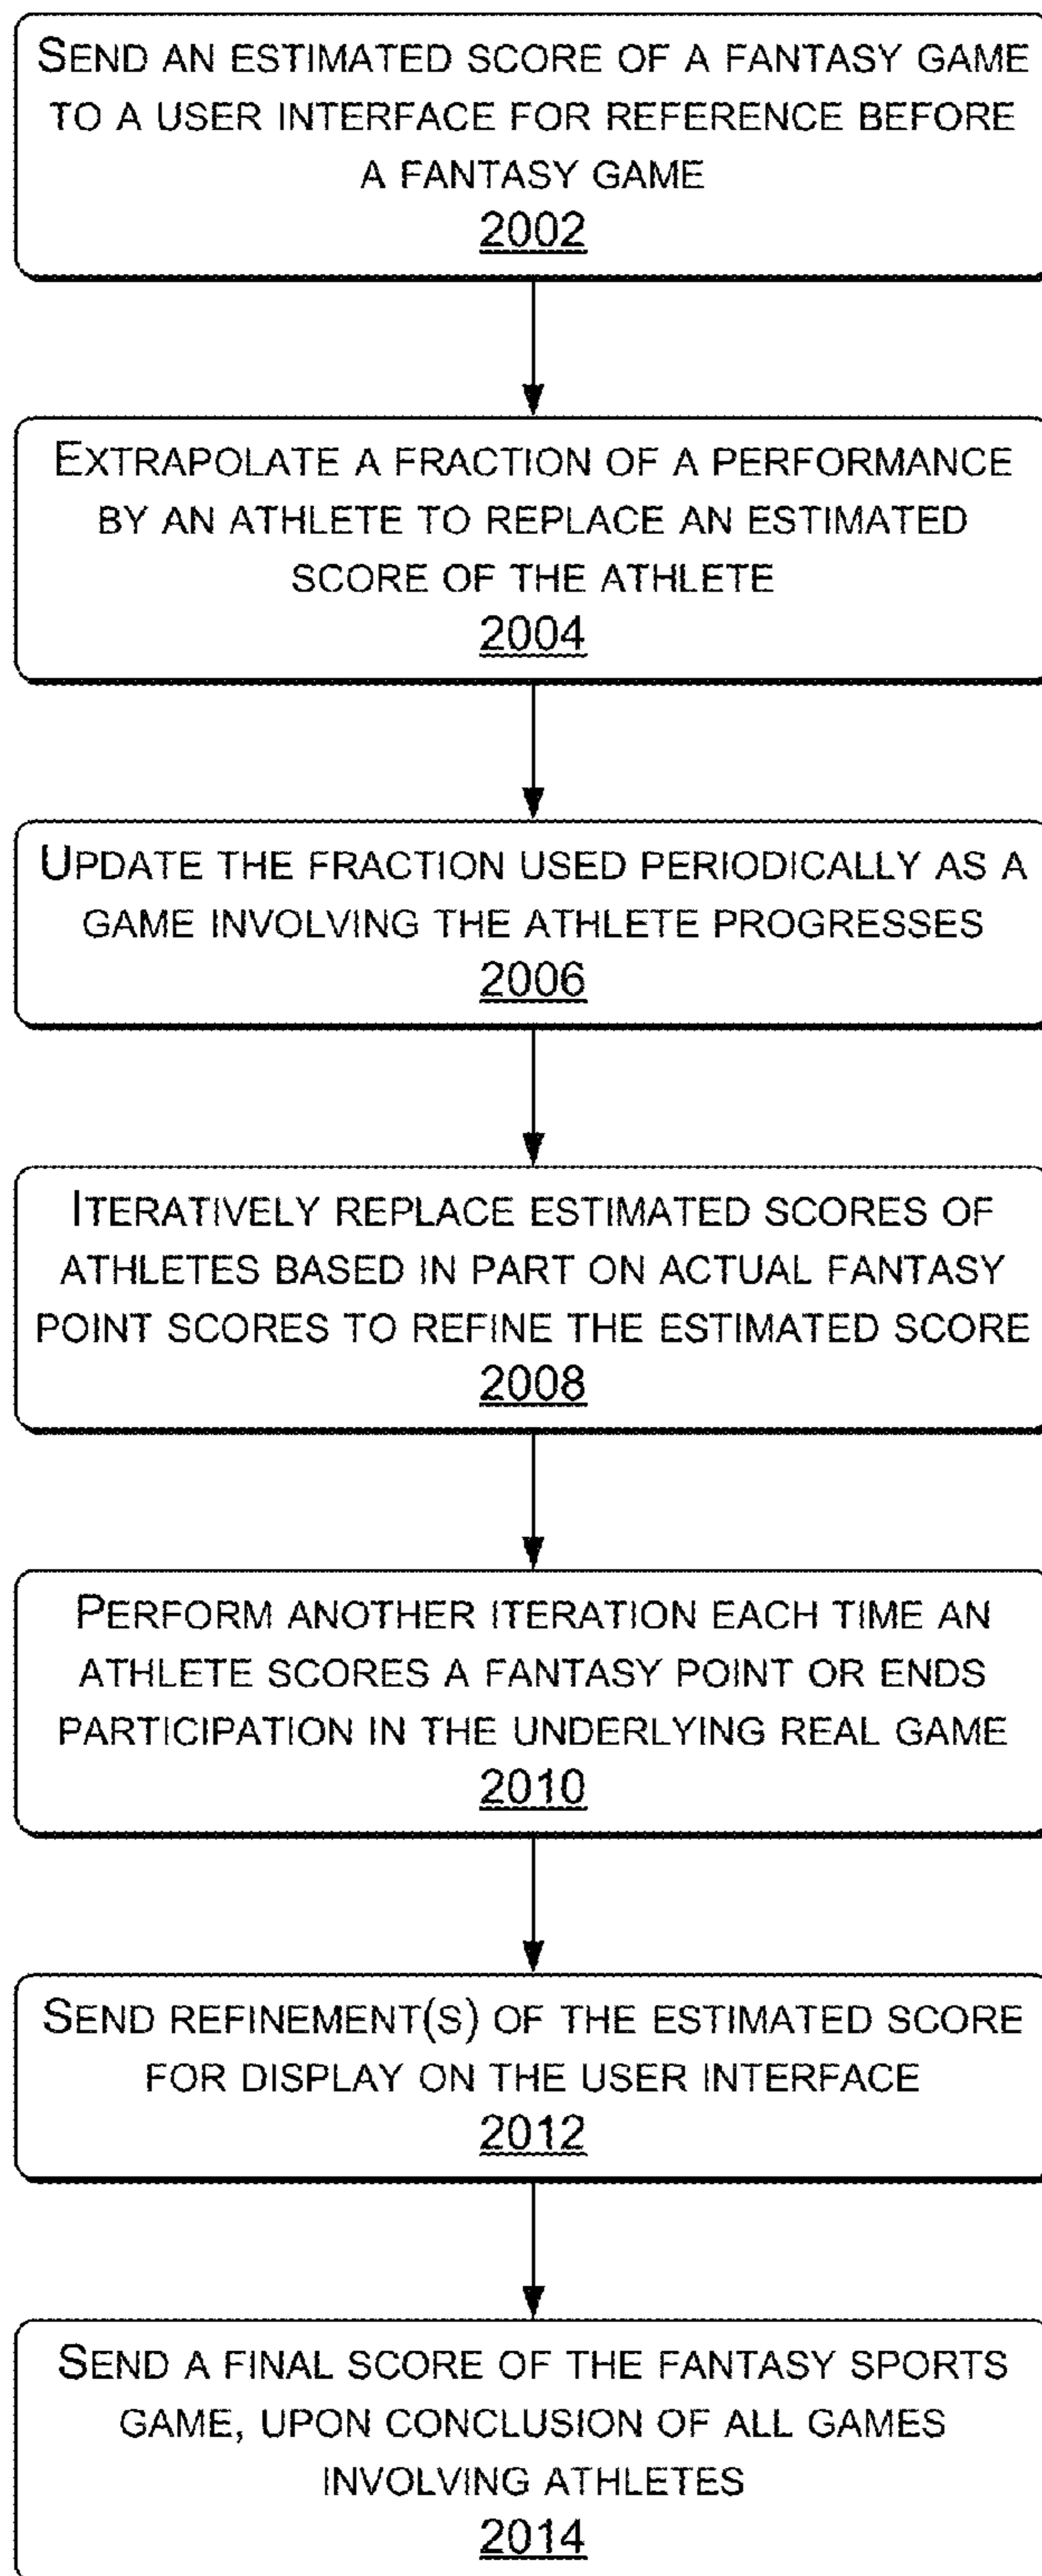 SEND AN ESTIMATED SCORE OF A FANTASY GAME
TO A USER INTERFACE FOR REFERENCE BEFORE
A FANTASY GAME
2002
EXTRAPOLATE A FRACTION OF A PERFORMANCE
BY AN ATHLETE TO REPLACE AN ESTIMATED
SCORE OF THE ATHLETE
2004
UPDATE THE FRACTION USED PERIODICALLY AS A
GAME INVOLVING THE ATHLETE PROGRESSES
2006
ITERATIVELY REPLACE ESTIMATED SCORES OF
ATHLETES BASED IN PART ON ACTUAL FANTASY
POINT SCORES TO REFINE THE ESTIMATED SCORE
2008
PERFORM ANOTHER ITERATION EACH TIME AN
ATHLETE SCORES A FANTASY POINT OR ENDS
PARTICIPATION IN THE UNDERLYING REAL GAME
2010
SEND REFINEMENT(S) OF THE ESTIMATED SCORE
FOR DISPLAY ON THE USER INTERFACE
2012
SEND A FINAL SCORE OF THE FANTASY SPORTS
GAME, UPON CONCLUSION OF ALL GAMES
INVOLVING ATHLETES
2014